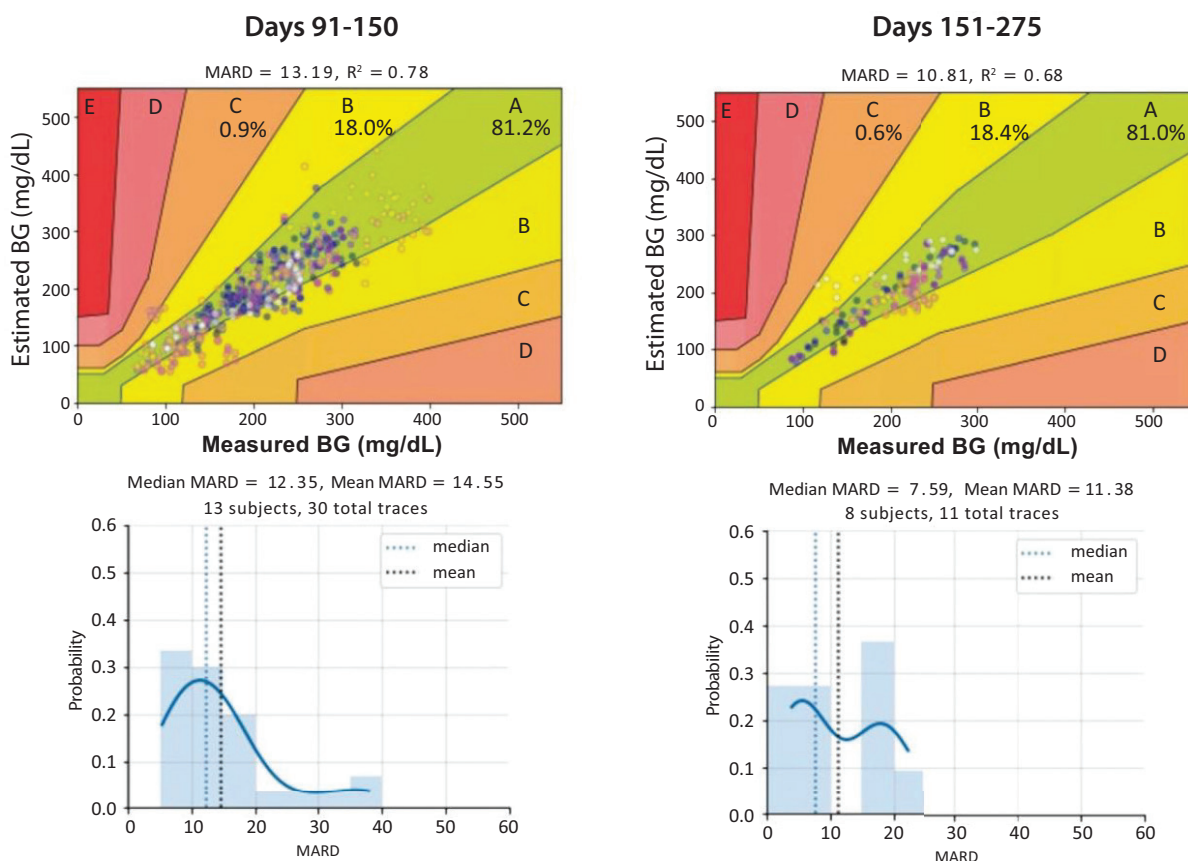 Days 91-150
MARD = 13.19, R² = 0.78
E D C B A
0.9% 18.0% 81.2%
B
C
D
500
400
300
200
100
0
Estimated BG (mg/dL)
0 100 200 300 400 500
Measured BG (mg/dL)
Median MARD = 12.35, Mean MARD = 14.55
13 subjects, 30 total traces
median
mean
0.6
0.5
0.4
0.3
0.2
0.1
0.0
Probability
0 10 20 30 40 50 60
MARD
Days 151-275
MARD = 10.81, R² = 0.68
E D C B A
0.6% 18.4% 81.0%
B
C
D
500
400
300
200
100
0
Estimated BG (mg/dL)
0 100 200 300 400 500
Measured BG (mg/dL)
Median MARD = 7.59, Mean MARD = 11.38
8 subjects, 11 total traces
median
mean
0.6
0.5
0.4
0.3
0.2
0.1
0.0
Probability
0 10 20 30 40 50 60
MARD